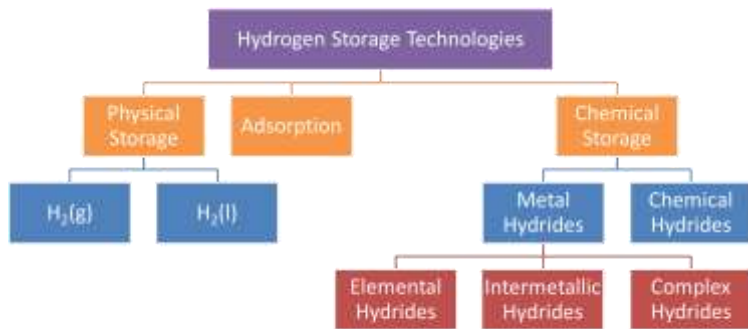 Hydrogen Storage Technologies
Physical
Storage
Adsorption
Chemical
Storage
H₂(g)
H₂(l)
Metal
Hydrides
Chemical
Hydrides
Elemental
Hydrides
Intermetallic
Hydrides
Complex
Hydrides